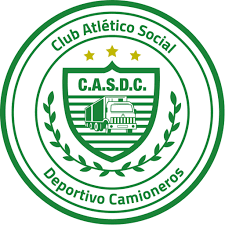 Club Atlético Social
C.A.S.D.C.
Deportivo Camioneros